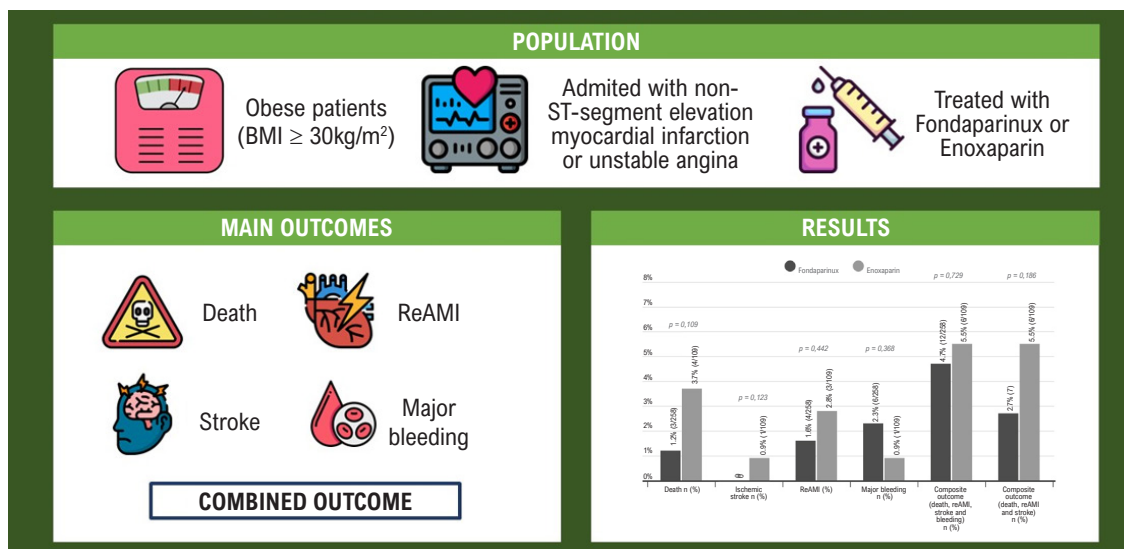 POPULATION
Obese patients
(BMI ≥ 30kg/m²)
Admited with non-
ST-segment elevation
myocardial infarction
or unstable angina
Treated with
Fondaparinux or
Enoxaparin
MAIN OUTCOMES
Death
ReAMI
Stroke
Major
bleeding
COMBINED OUTCOME
RESULTS
Fondaparinux
Enoxaparin
8%
7%
6%
5%
4%
3%
2%
1%
0%
p = 0,109
1.2% (3/258)
3.7% (4/109)
Death n (%)
p = 0,123
0.9% (1/109)
Ischemic
stroke n (%)
p = 0,442
1.6% (4/258)
2.8% (3/109)
ReAMI (%)
p = 0,368
2.3% (6/258)
0.9% (1/109)
Major bleeding
n (%)
p = 0,729
4.7% (12/258)
5.5% (6/109)
Composite
outcome
(death, reAMI,
stroke and
bleeding)
n (%)
p = 0,186
2.7% (7)
5.5% (6/109)
Composite
outcome
(death, reAMI
and stroke)
n (%)